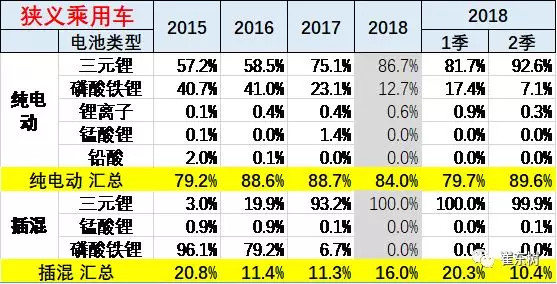 狭义乘用车 2015 2016 2017 2018 2018
电池类型 1季 2季
纯电动 三元锂 57.2% 58.5% 75.1% 86.7% 81.7% 92.6%
磷酸铁锂 40.7% 41.0% 23.1% 12.7% 17.4% 7.1%
锂离子 0.1% 0.4% 0.4% 0.6% 0.9% 0.3%
锰酸锂 0.1% 0.0% 1.4% 0.0% 0.0% 0.0%
铅酸 2.0% 0.1% 0.0% 0.0% 0.0% 0.0%
纯电动 汇总 79.2% 88.6% 88.7% 84.0% 79.7% 89.6%
插混 三元锂 3.0% 19.9% 93.2% 100.0% 100.0% 99.9%
锰酸锂 0.9% 0.9% 0.1% 0.0% 0.0% 0.1%
磷酸铁锂 96.1% 79.2% 6.7% 0.0% 0.0% 0.0%
插混 汇总 20.8% 11.4% 11.3% 16.0% 20.3% 10.4%
崔东树